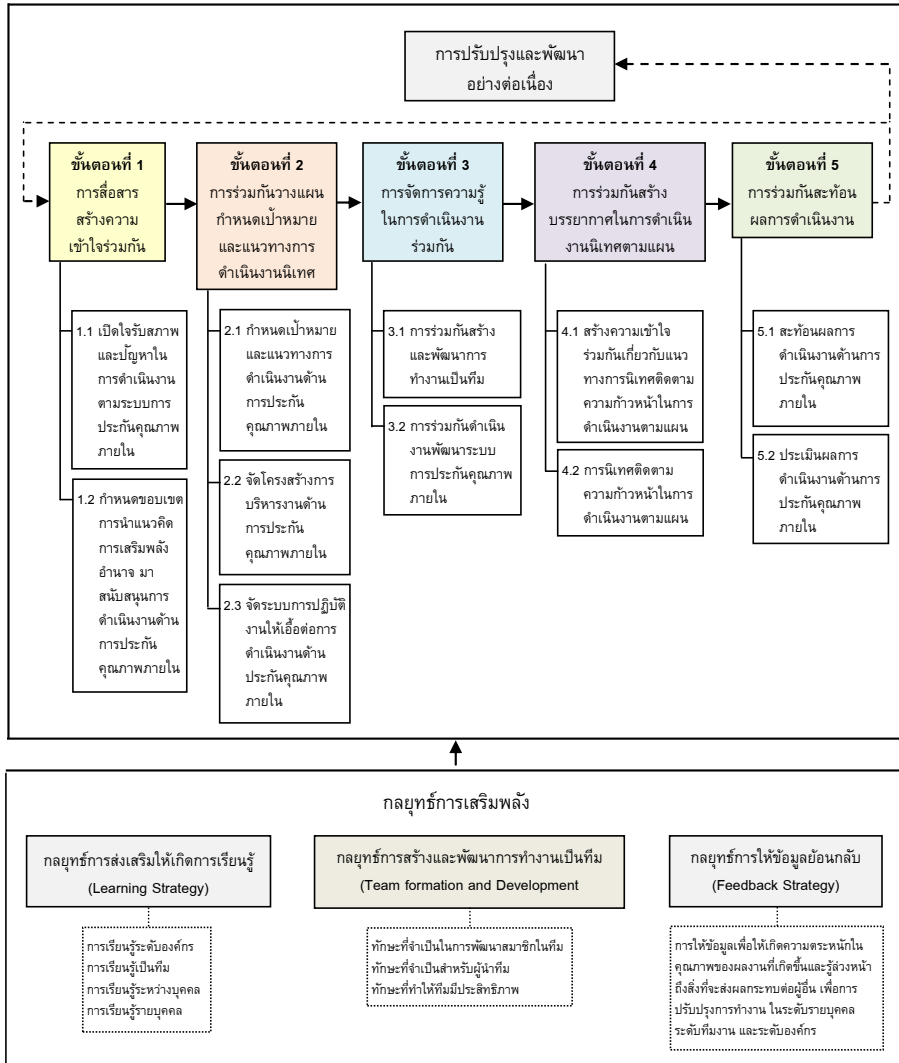 การปรับปรุงและพัฒนา
อย่างต่อเนื่อง
ขั้นตอนที่ 1
การสื่อสาร
สร้างความ
เข้าใจร่วมกัน
ขั้นตอนที่ 2
การร่วมกันวางแผน
กำหนดเป้าหมาย
และแนวทางการ
ดำเนินงานนิเทศ
ขั้นตอนที่ 3
การจัดการความรู้
ในการดำเนินงาน
ร่วมกัน
ขั้นตอนที่ 4
การร่วมกันสร้าง
บรรยากาศในการดำเนิน
งานนิเทศตามแผน
ขั้นตอนที่ 5
การร่วมกันสะท้อน
ผลการดำเนินงาน
1.1 เปิดใจรับสภาพ
และปัญหาใน
การดำเนินงาน
ตามระบบการ
ประกันคุณภาพ
ภายใน
1.2 กำหนดขอบเขต
การนำแนวคิด
การเสริมพลัง
อำนาจ มา
สนับสนุนการ
ดำเนินงานด้าน
การประกัน
คุณภาพภายใน
2.1 กำหนดเป้าหมาย
และแนวทางการ
ดำเนินงานด้าน
การประกัน
คุณภาพภายใน
2.2 จัดโครงสร้างการ
บริหารงานด้าน
การประกัน
คุณภาพภายใน
2.3 จัดระบบการปฏิบัติ
งานให้เอื้อต่อการ
ดำเนินงานด้าน
ประกันคุณภาพ
ภายใน
3.1 การร่วมกันสร้าง
และพัฒนาการ
ทำงานเป็นทีม
3.2 การร่วมกันดำเนิน
งานพัฒนาระบบ
การประกันคุณภาพ
ภายใน
4.1 สร้างความเข้าใจ
ร่วมกันเกี่ยวกับแนว
ทางการนิเทศติดตาม
ความก้าวหน้าในการ
ดำเนินงานตามแผน
4.2 การนิเทศติดตาม
ความก้าวหน้าในการ
ดำเนินงานตามแผน
5.1 สะท้อนผลการ
ดำเนินงานด้านการ
ประกันคุณภาพ
ภายใน
5.2 ประเมินผลการ
ดำเนินงานด้านการ
ประกันคุณภาพ
ภายใน
กลยุทธ์การเสริมพลัง
กลยุทธ์การส่งเสริมให้เกิดการเรียนรู้
(Learning Strategy)
กลยุทธ์การสร้างและพัฒนาการทำงานเป็นทีม
(Team formation and Development
กลยุทธ์การให้ข้อมูลย้อนกลับ
(Feedback Strategy)
การเรียนรู้ระดับองค์กร
การเรียนรู้เป็นทีม
การเรียนรู้ระหว่างบุคคล
การเรียนรู้รายบุคคล
ทักษะที่จำเป็นในการพัฒนาสมาชิกในทีม
ทักษะที่จำเป็นสำหรับผู้นำทีม
ทักษะที่ทำให้ทีมมีประสิทธิภาพ
การให้ข้อมูลเพื่อให้เกิดความตระหนักใน
คุณภาพของผลงานที่เกิดขึ้นและรู้ล่วงหน้า
ถึงสิ่งที่จะส่งผลกระทบต่อผู้อื่น เพื่อการ
ปรับปรุงการทำงาน ในระดับรายบุคคล
ระดับทีมงาน และระดับองค์กร